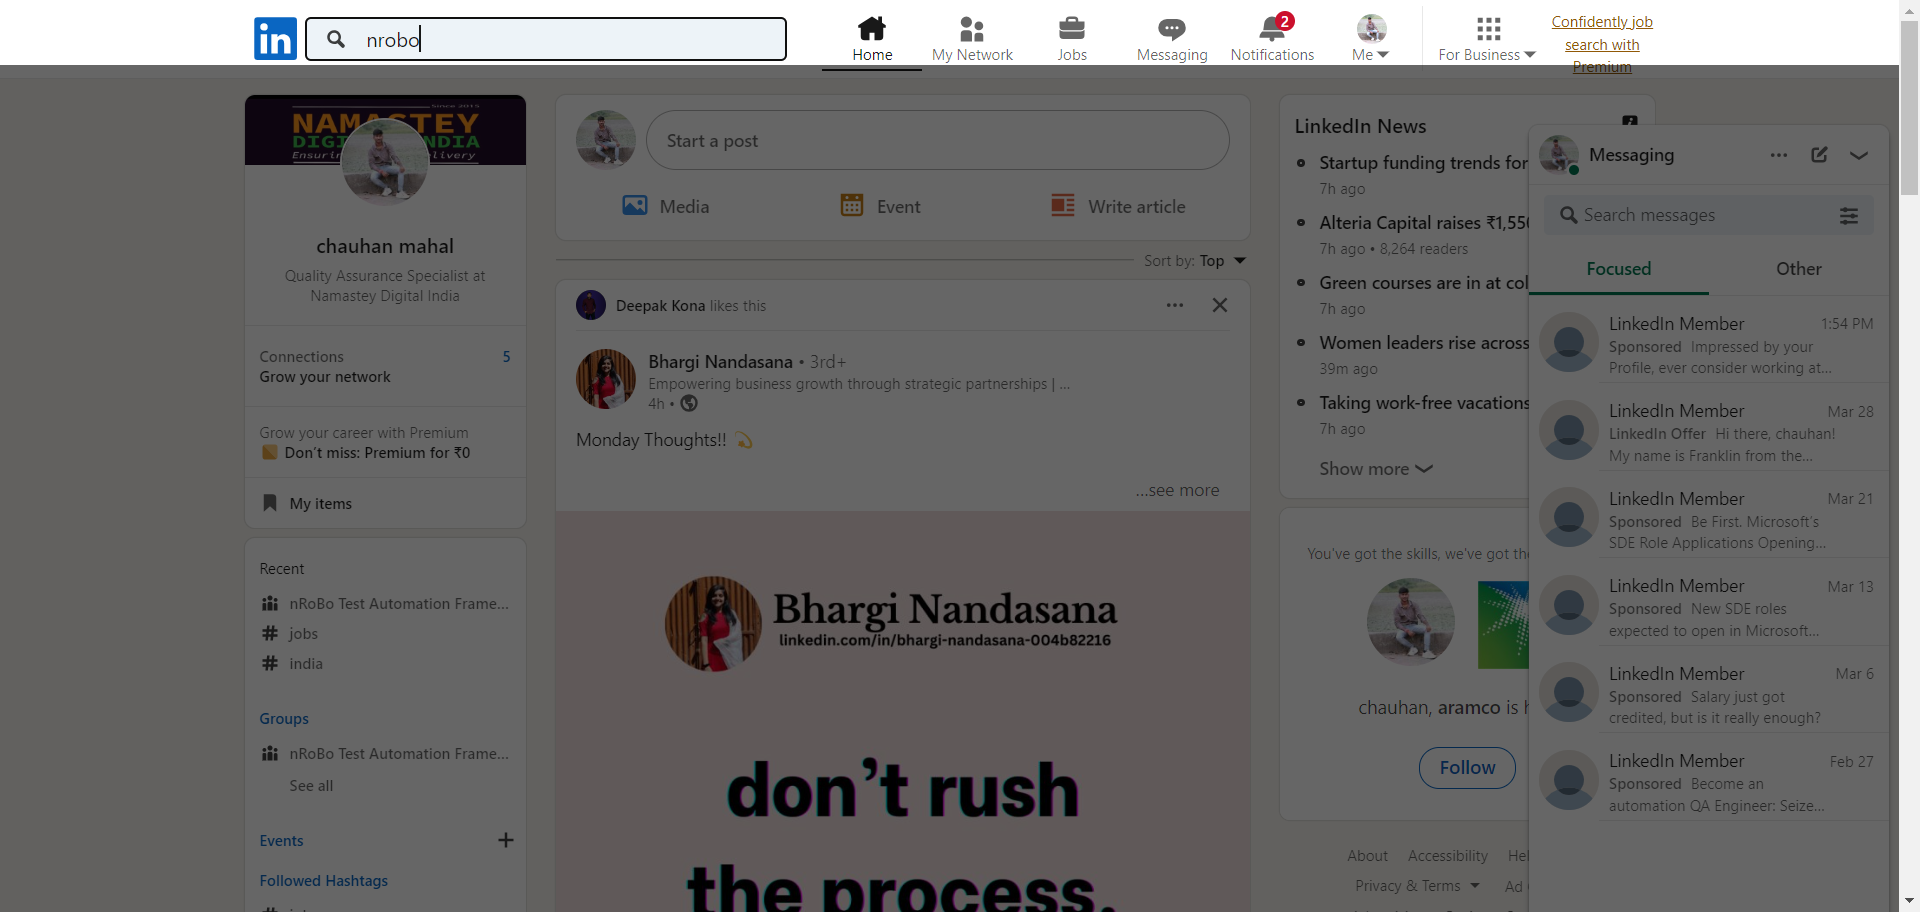 in
nrobo
Home
My Network
Jobs
Messaging
2
Notifications
Me
For Business
Confidently job
search with
Premium
Since 2015
NAMASTEY
chauhan mahal
Quality Assurance Specialist at
Namastey Digital India
Connections 5
Grow your network
Grow your career with Premium
Don't miss: Premium for ₹0
My items
Recent
nRoBo Test Automation Frame...
# jobs
# india
Groups
nRoBo Test Automation Frame...
See all
Events +
Followed Hashtags
Start a post
Media
Event
Write article
Sort by: Top
Deepak Kona likes this
Bhargi Nandasana • 3rd+
Empowering business growth through strategic partnerships | ...
4h •
Monday Thoughts!! 💫
...see more
Bhargi Nandasana
linkedin.com/in/bhargi-nandasana-004b82216
don't rush
the process.
LinkedIn News
Startup funding trends for
7h ago
Alteria Capital raises ₹1,550
7h ago • 8,264 readers
Green courses are in at col
7h ago
Women leaders rise across
39m ago
Taking work-free vacations
7h ago
Show more
You've got the skills, we've got the
chauhan, aramco is h
Follow
About Accessibility Hel
Privacy & Terms Ad
Messaging
Search messages
Focused
Other
LinkedIn Member 1:54 PM
Sponsored Impressed by your
Profile, ever consider working at...
LinkedIn Member Mar 28
LinkedIn Offer Hi there, chauhan!
My name is Franklin from the...
LinkedIn Member Mar 21
Sponsored Be First. Microsoft's
SDE Role Applications Opening...
LinkedIn Member Mar 13
Sponsored New SDE roles
expected to open in Microsoft...
LinkedIn Member Mar 6
Sponsored Salary just got
credited, but is it really enough?
LinkedIn Member Feb 27
Sponsored Become an
automation QA Engineer: Seize...